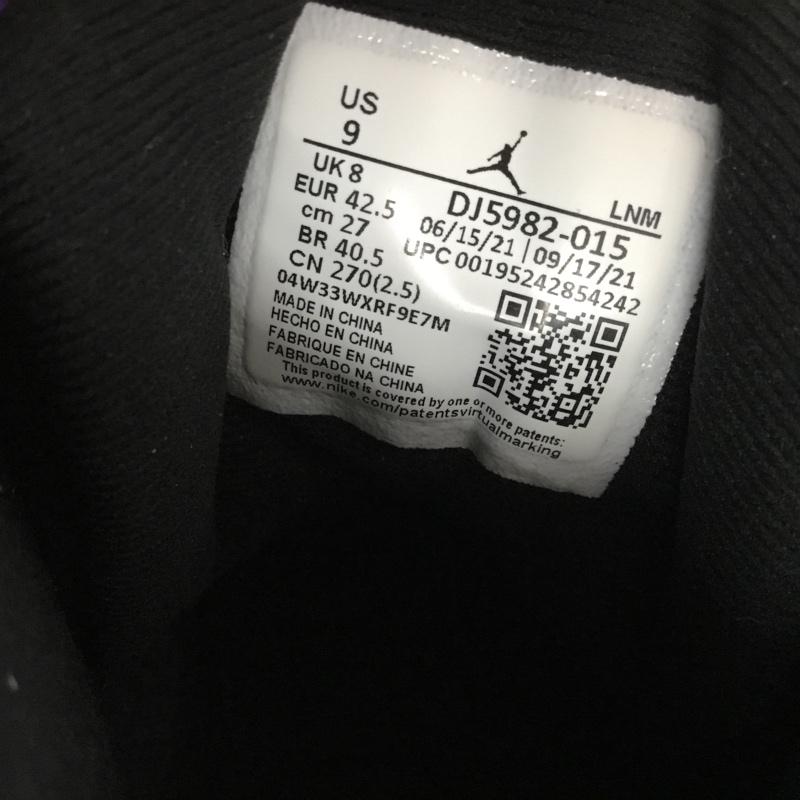 US
9
LNM
UK 8
EUR 42.5
cm 27
BR 40.5
CN 270(2.5)
04W33WXRF9E7M
DJ5982-015
06/15/21 | 09/17/21
UPC 00195242854242
MADE IN CHINA
HECHO EN CHINA
FABRIQUE EN CHINE
FABRICADO NA CHINA
This product is covered by one or more patents:
www.nike.com/patentsvirtualmarking